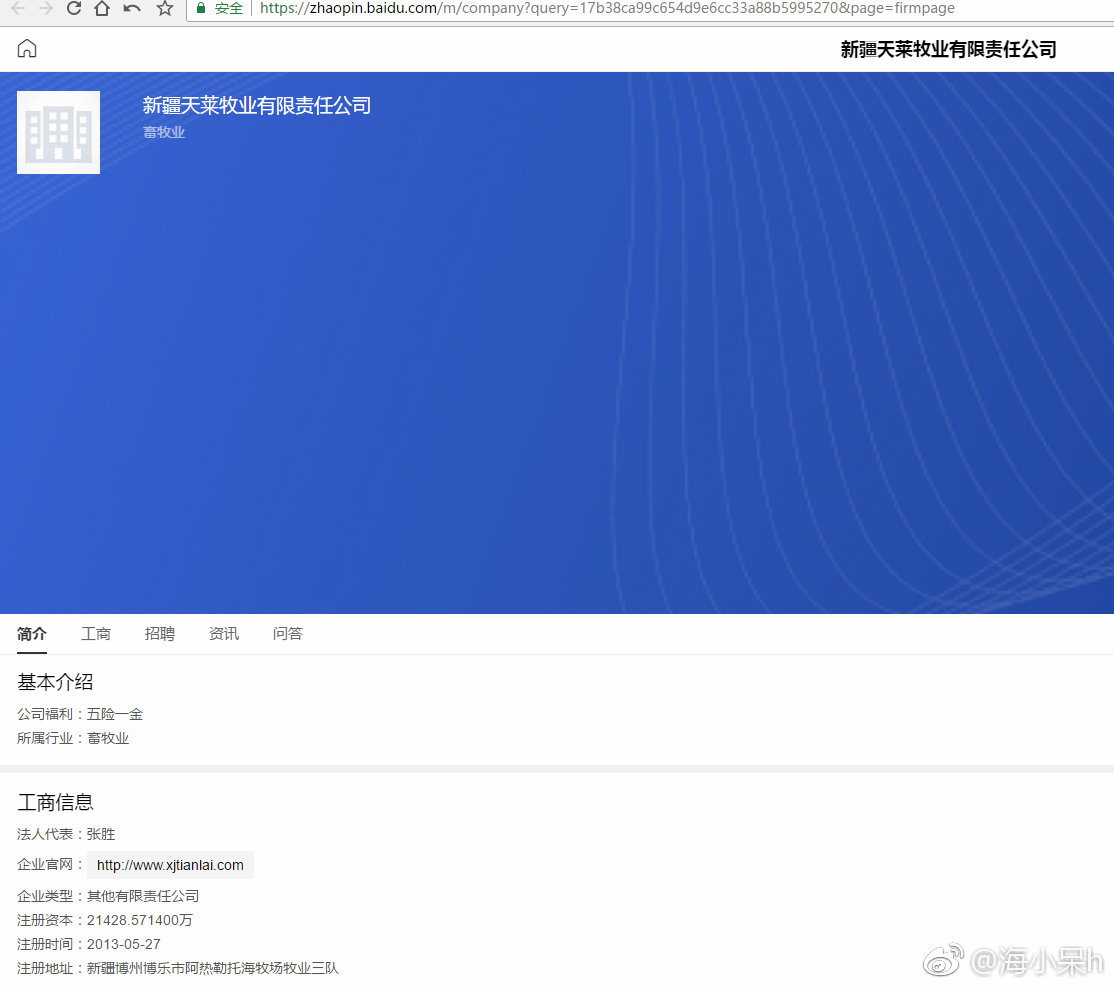 安全
https://zhaopin.baidu.com/m/company?query=17b38ca99c654d9e6cc33a88b5995270&page=firmpage
新疆天莱牧业有限责任公司
新疆天莱牧业有限责任公司
畜牧业
简介 工商 招聘 资讯 问答
基本介绍
公司福利：五险一金
所属行业：畜牧业
工商信息
法人代表：张胜
企业官网：http://www.xjtianlai.com
企业类型：其他有限责任公司
注册资本：21428.571400万
注册时间：2013-05-27
注册地址：新疆博州博乐市阿热勒托海牧场牧业三队
@海小呆h